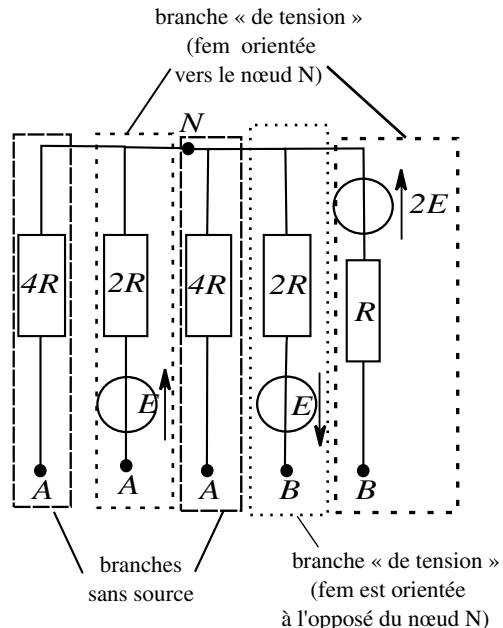 branche « de tension »
(fem orientée
vers le nœud N)
N
2E
4R
2R
4R
2R
R
E
E
A
A
A
B
B
branches
sans source
branche « de tension »
(fem est orientée
à l'opposé du nœud N)